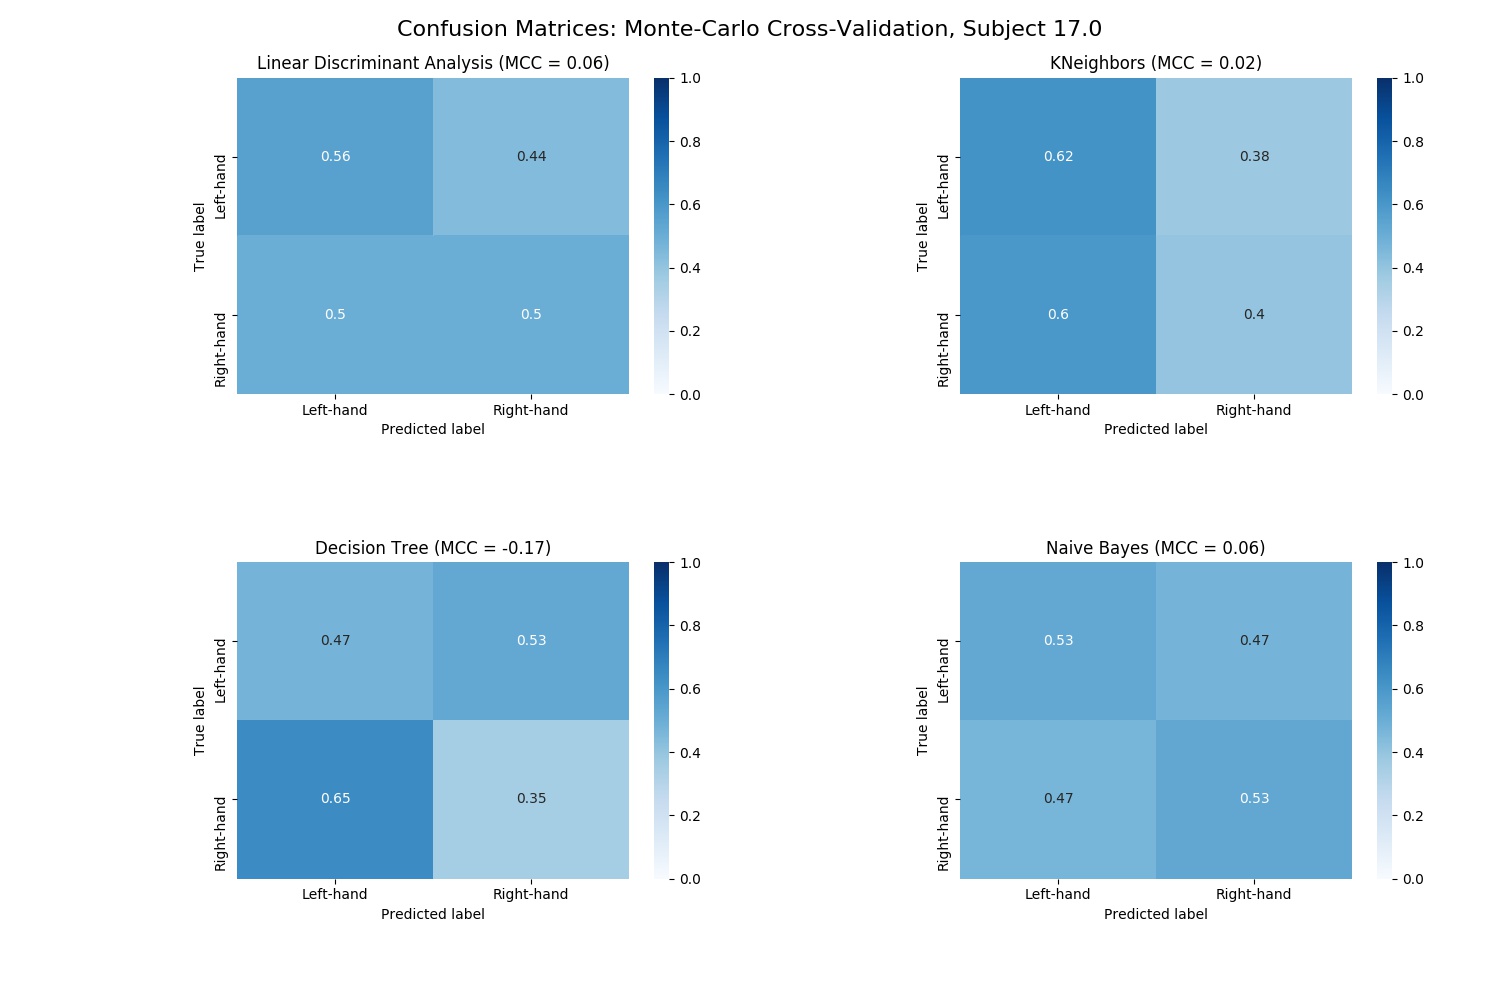 Confusion Matrices: Monte-Carlo Cross-Validation, Subject 17.0
Linear Discriminant Analysis (MCC = 0.06)
True label
Left-hand
Right-hand
0.56
0.44
0.5
0.5
Left-hand
Right-hand
Predicted label
1.0
0.8
0.6
0.4
0.2
0.0
KNeighbors (MCC = 0.02)
True label
Left-hand
Right-hand
0.62
0.38
0.6
0.4
Left-hand
Right-hand
Predicted label
1.0
0.8
0.6
0.4
0.2
0.0
Decision Tree (MCC = -0.17)
True label
Left-hand
Right-hand
0.47
0.53
0.65
0.35
Left-hand
Right-hand
Predicted label
1.0
0.8
0.6
0.4
0.2
0.0
Naive Bayes (MCC = 0.06)
True label
Left-hand
Right-hand
0.53
0.47
0.47
0.53
Left-hand
Right-hand
Predicted label
1.0
0.8
0.6
0.4
0.2
0.0